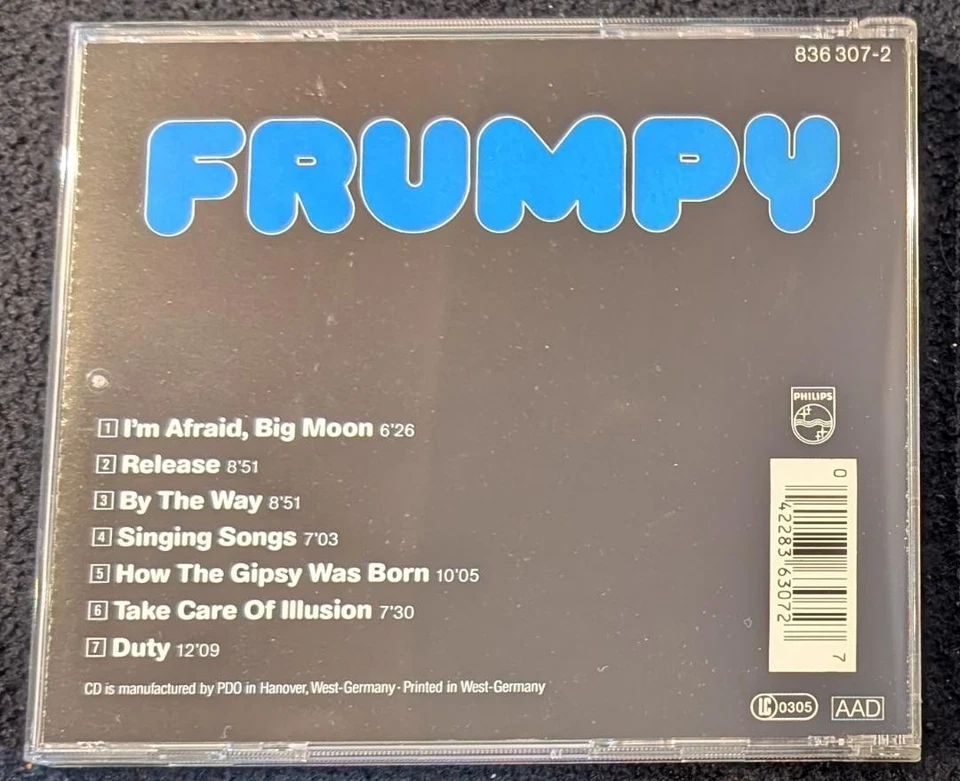 836 307-2
FRUMPY
1 I'm Afraid, Big Moon 6'26
2 Release 8'51
3 By The Way 8'51
4 Singing Songs 7'03
5 How The Gipsy Was Born 10'05
6 Take Care Of Illusion 7'30
7 Duty 12'09
CD is manufactured by PDO in Hanover, West-Germany · Printed in West-Germany
PHILIPS
0 42283 63072 7
LC 0305
AAD